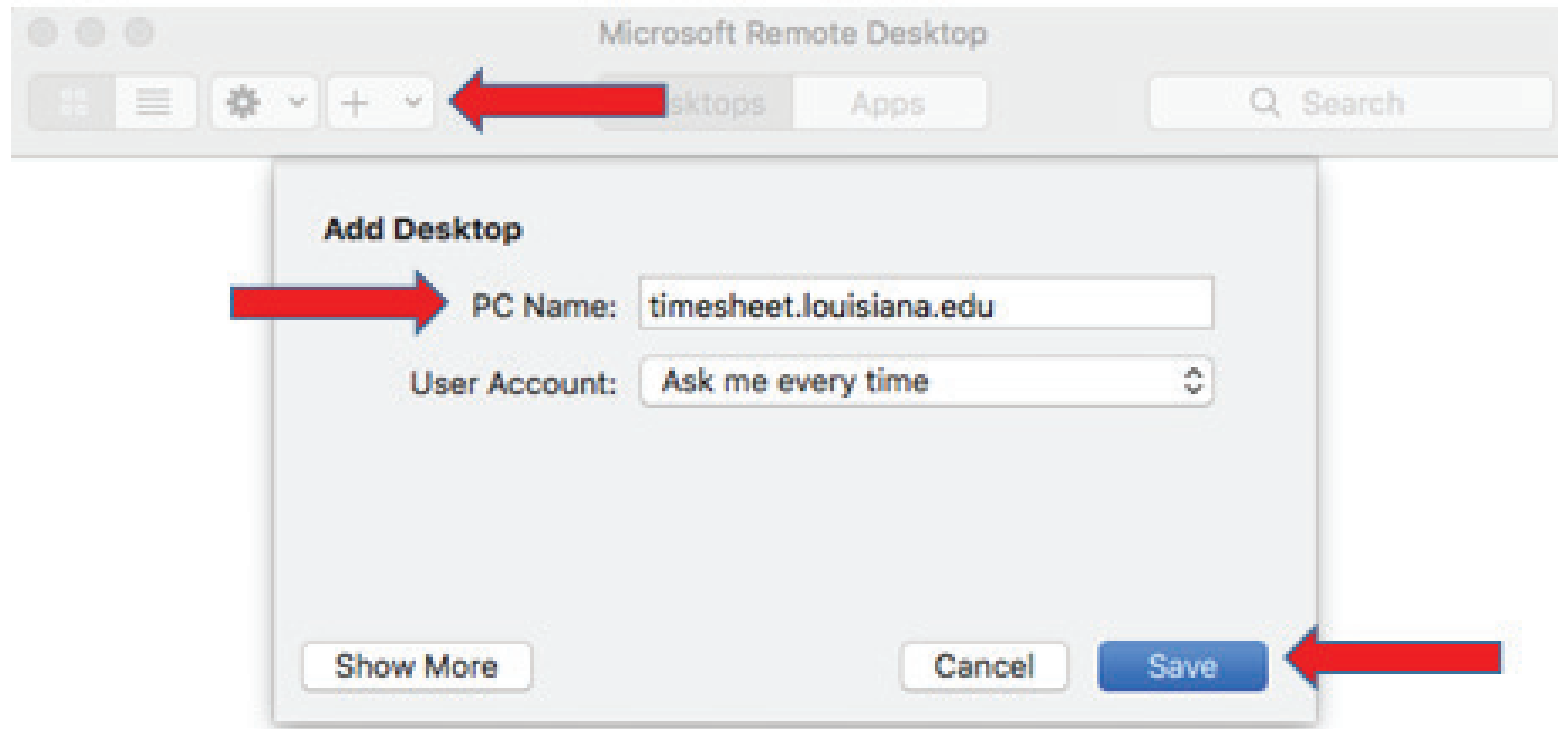 Microsoft Remote Desktop
sktops Apps Search
Add Desktop
PC Name: timesheet.louisiana.edu
User Account: Ask me every time
Show More Cancel Save